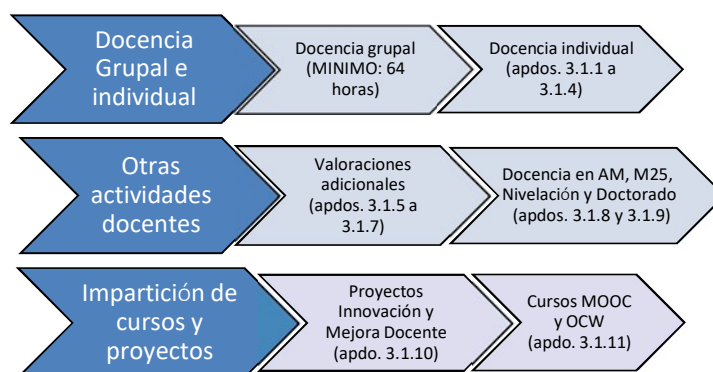 Docencia
Grupal e
individual
Docencia grupal
(MINIMO: 64
horas)
Docencia individual
(apdos. 3.1.1 a
3.1.4)
Otras
actividades
docentes
Valoraciones
adicionales
(apdos. 3.1.5 a
3.1.7)
Docencia en AM, M25,
Nivelación y Doctorado
(apdos. 3.1.8 y 3.1.9)
Impartición de
cursos y
proyectos
Proyectos
Innovación y
Mejora Docente
(apdo. 3.1.10)
Cursos MOOC
y OCW
(apdo. 3.1.11)